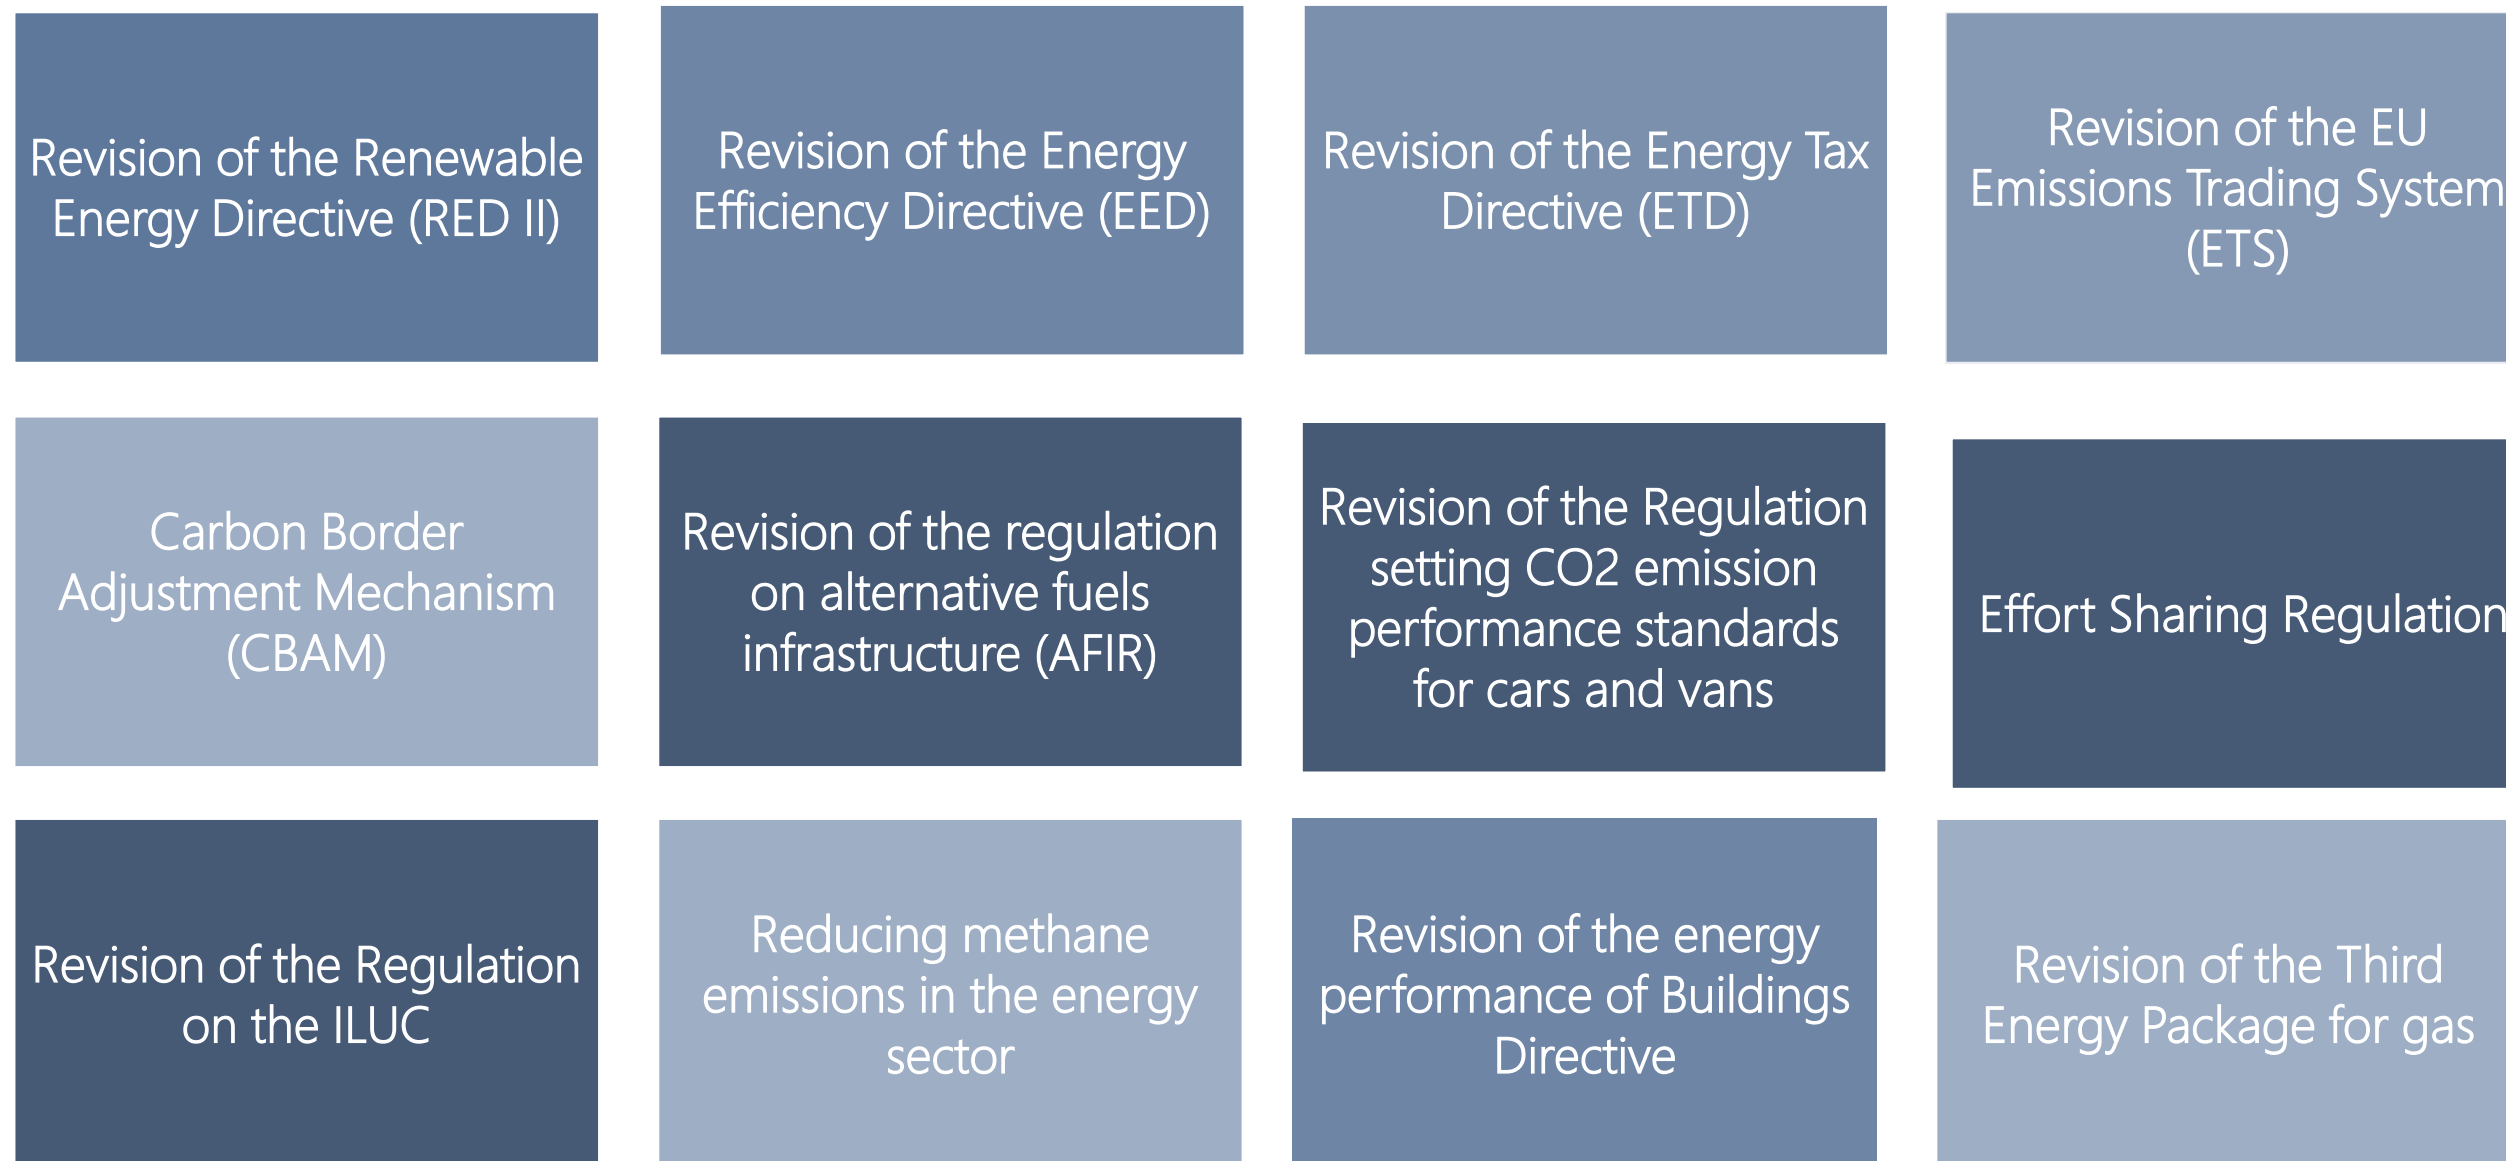 Revision of the Renewable
Energy Directive (RED II)
Revision of the Energy
Efficiency Directive (EED)
Revision of the Energy Tax
Directive (ETD)
Revision of the EU
Emissions Trading System
(ETS)
Carbon Border
Adjustment Mechanism
(CBAM)
Revision of the regulation
on alternative fuels
infrastructure (AFIR)
Revision of the Regulation
setting CO2 emission
performance standards
for cars and vans
Effort Sharing Regulation
Revision of the Regulation
on the ILUC
Reducing methane
emissions in the energy
sector
Revision of the energy
performance of Buildings
Directive
Revision of the Third
Energy Package for gas